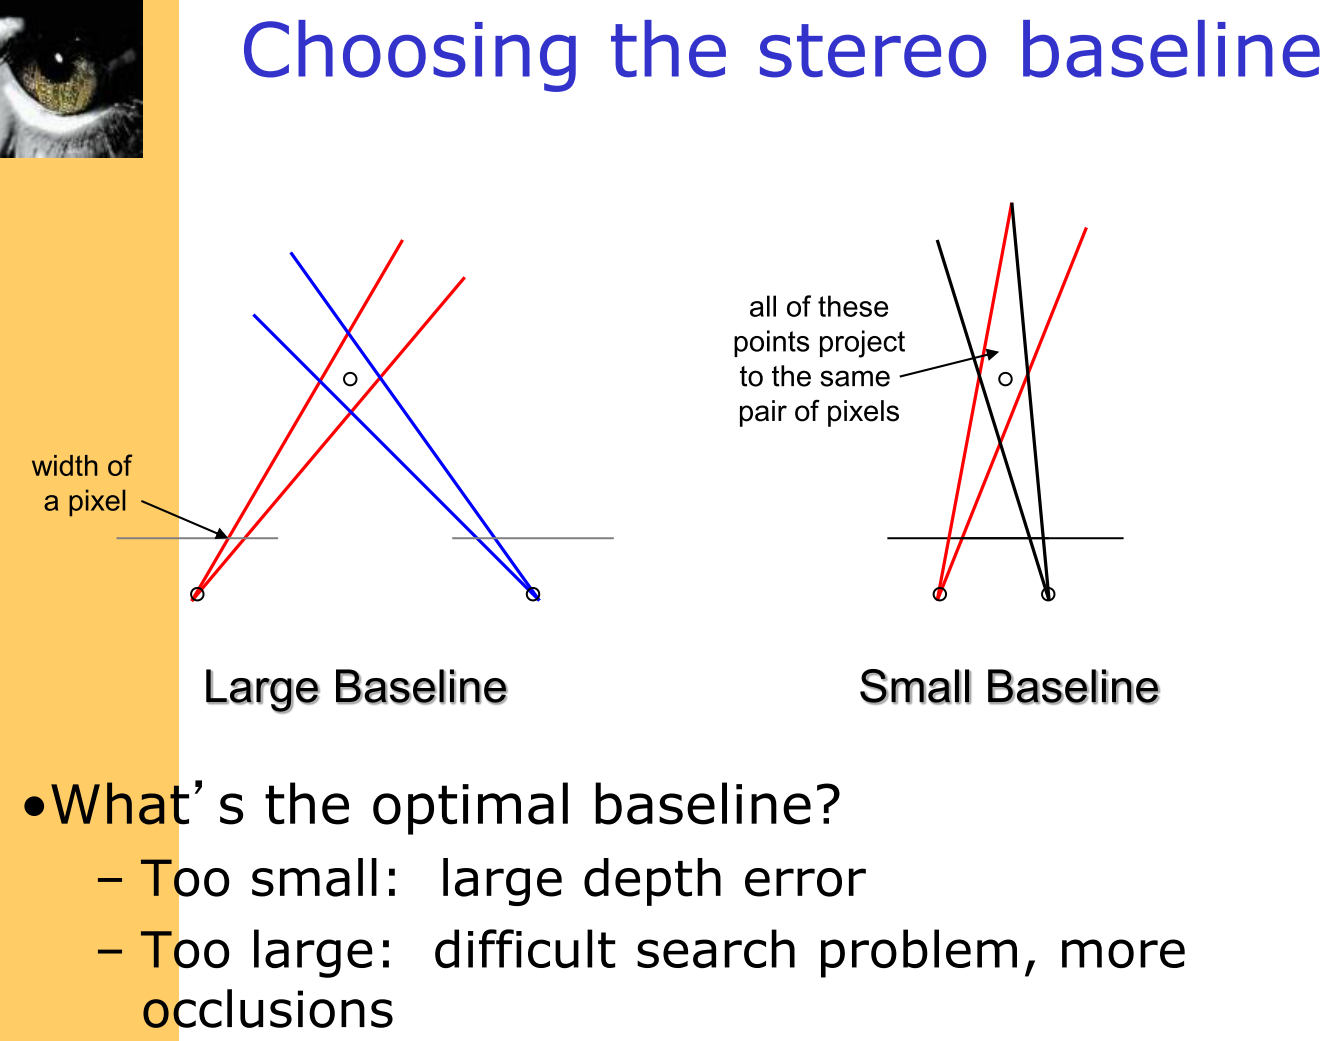 Choosing the stereo baseline
all of these
points project
to the same
pair of pixels
width of
a pixel
Large Baseline
Small Baseline
•What’s the optimal baseline?
– Too small: large depth error
– Too large: difficult search problem, more
occlusions